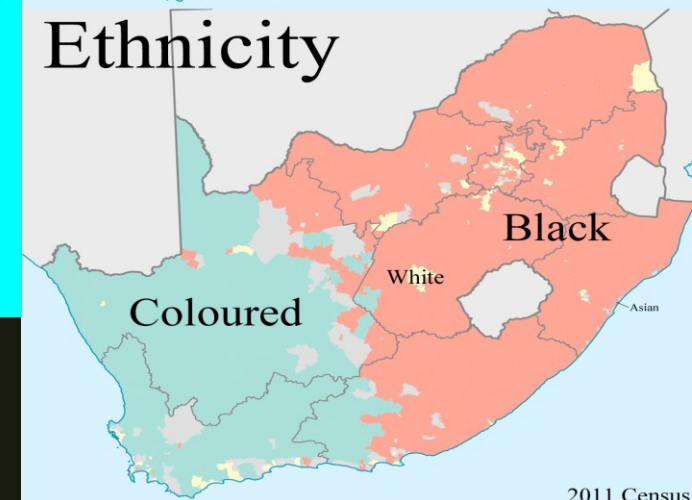 Ethnicity
Black
White
Asian
Coloured
2011 Census